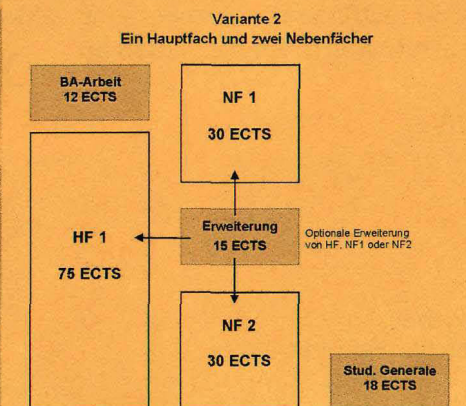 Variante 2
Ein Hauptfach und zwei Nebenfächer
BA-Arbeit
12 ECTS
NF 1
30 ECTS
HF 1
75 ECTS
Erweiterung
15 ECTS
Optionale Erweiterung
von HF, NF1 oder NF2
NF 2
30 ECTS
Stud. Generale
18 ECTS